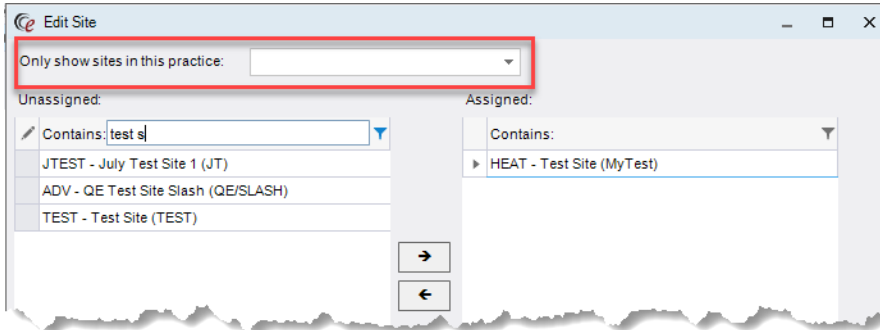 Edit Site
Only show sites in this practice:
Unassigned:
Assigned:
Contains: test s
Contains:
JTEST - July Test Site 1 (JT)
HEAT - Test Site (MyTest)
ADV - QE Test Site Slash (QE/SLASH)
TEST - Test Site (TEST)